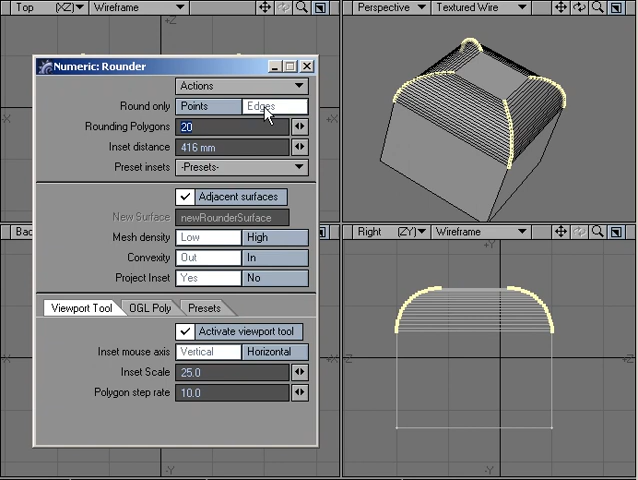 Top (XZ) Wireframe
Perspective Textured Wire
+Z
Numeric: Rounder
Actions
Round only Points Edges
Rounding Polygons 20
Inset distance 416 mm
Preset insets -Presets-
Adjacent surfaces
New Surface newRounderSurface
Mesh density Low High
Convexity Out In
Project Inset Yes No
Viewport Tool OGL Poly Presets
Activate viewport tool
Inset mouse axis Vertical Horizontal
Inset Scale 25.0
Polygon step rate 10.0
-X
+X
Bac
Right (ZY) Wireframe
+Y
-Y
-Y